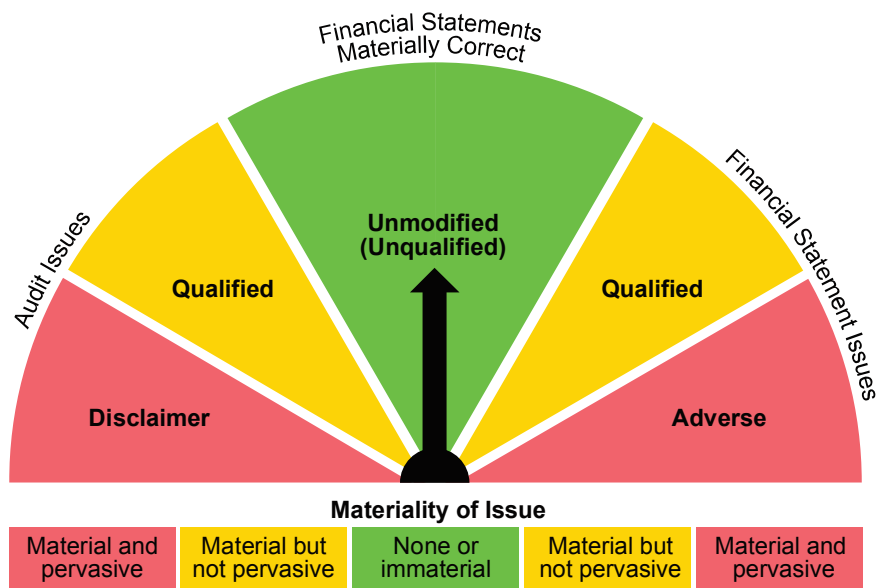 Financial Statements
Materially Correct
Audit Issues
Financial Statement Issues
Unmodified
(Unqualified)
Qualified
Qualified
Disclaimer
Adverse
Materiality of Issue
Material and
pervasive
Material but
not pervasive
None or
immaterial
Material but
not pervasive
Material and
pervasive